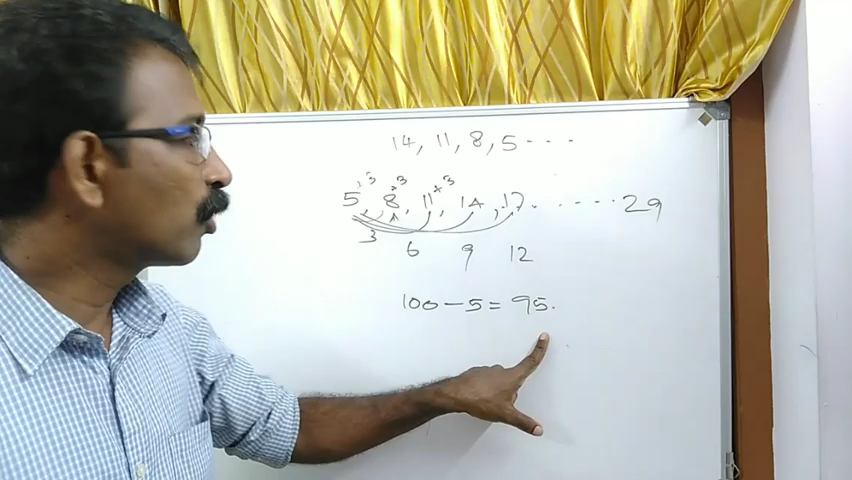 14, 11, 8, 5 - - - -
+3 +3 +3
5, 8, 11, 14, 17, - - - - - 29
3 6 9 12
100 - 5 = 95.